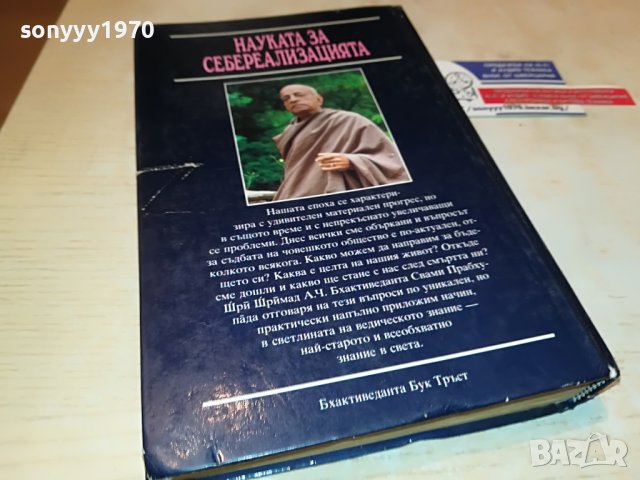 sonyyy1970
НАУКАТА ЗА
СЕБЕРЕАЛИЗАЦИЯТА
Нашата епоха се характери-
зира с удивителен материален прогрес, но
в същото време и с непрекъснато увеличаващи
се проблеми. Днес всички сме объркани и въпросът
за съдбата на човешкото общество е по-актуален, от-
колкото всякога. Какво можем да направим за бъде-
щето си? Каква е целта на нашия живот? Откъде
сме дошли и какво ще стане с нас след смъртта ни?
Шрӣ Шрӣмад А.Ч. Бхактиведанта Свами Прабху-
па̄да отговаря на тези въпроси по уникален, но
практически напълно приложим начин,
в светлината на ведическото знание —
най-старото и всеобхватно
знание в света.
Бхактиведанта Бук Тръст
BAZAR